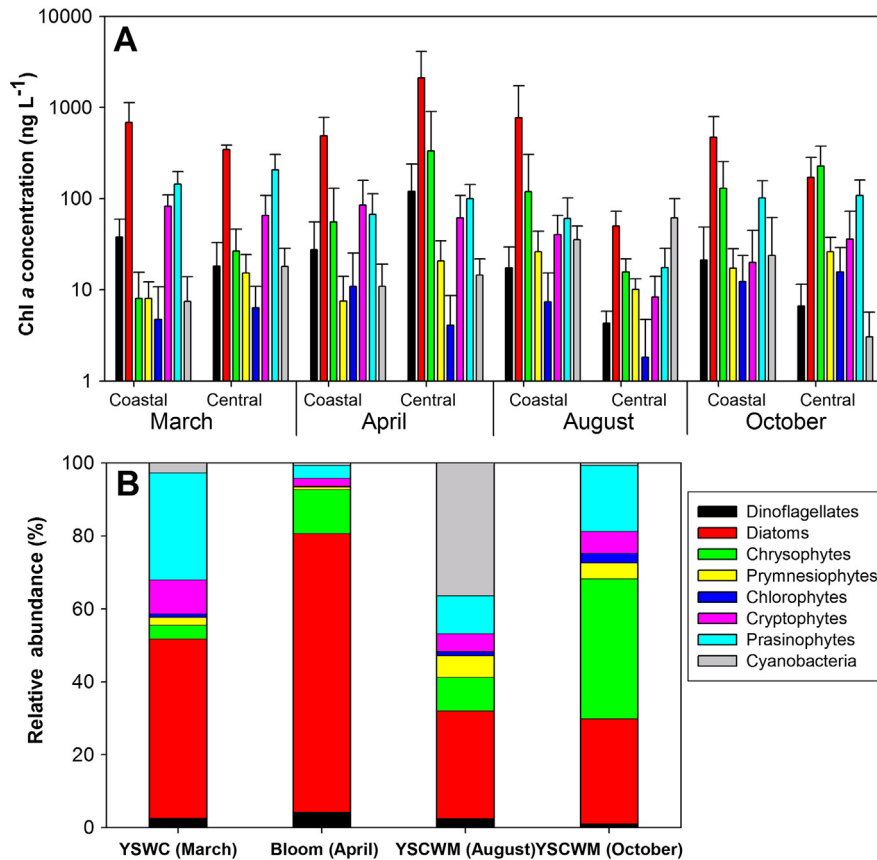 A
Chl a concentration (ng L-1)
10000
1000
100
10
1
Coastal Central Coastal Central Coastal Central Coastal Central
March April August October
B
Relative abundance (%)
100
80
60
40
20
0
YSWC (March) Bloom (April) YSCWM (August) YSCWM (October)
Dinoflagellates
Diatoms
Chrysophytes
Prymnesiophytes
Chlorophytes
Cryptophytes
Prasinophytes
Cyanobacteria